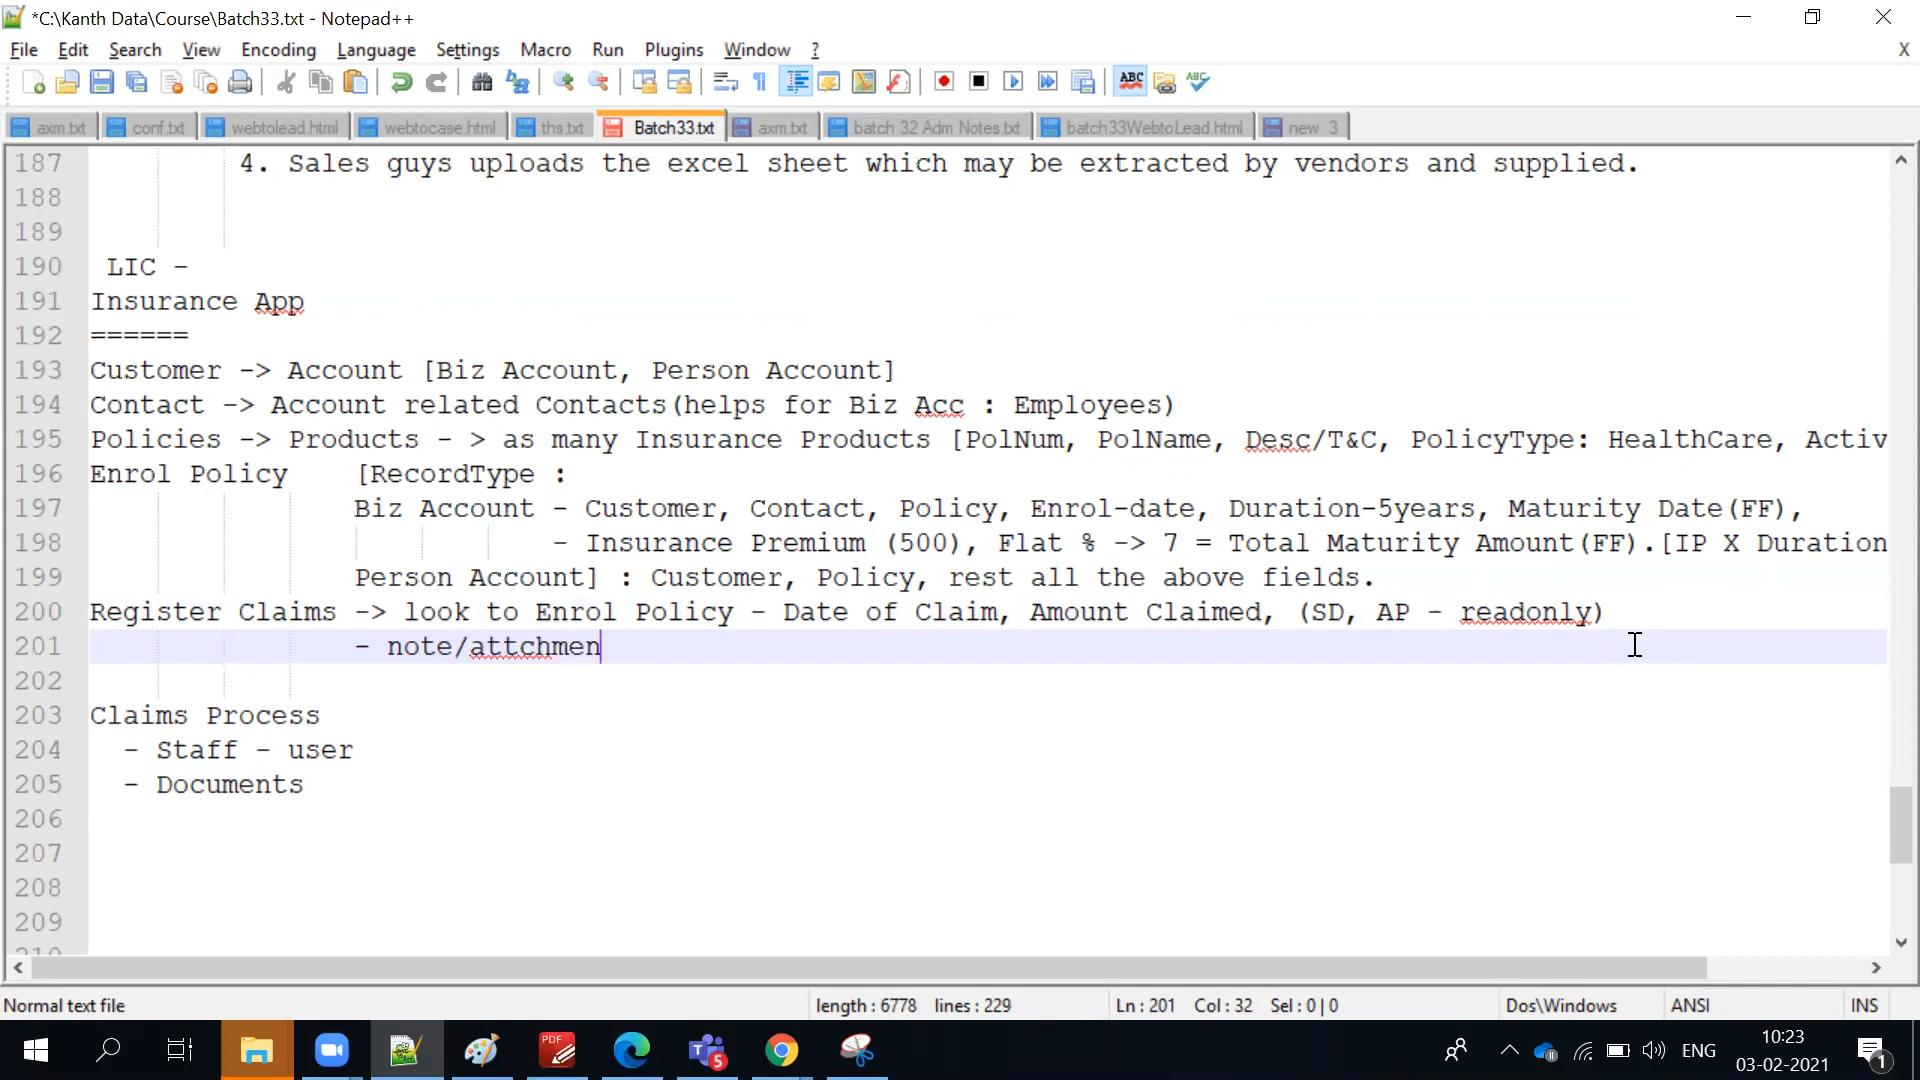 *C:\Kanth Data\Course\Batch33.txt - Notepad++
File Edit Search View Encoding Language Settings Macro Run Plugins Window ? X
axm.txt conf.txt webtolead.html webtocase.html ths.txt Batch33.txt axm.txt batch 32 Adm Notes.txt batch33WebtoLead.html new 3
187 4. Sales guys uploads the excel sheet which may be extracted by vendors and supplied.
188
189
190 LIC -
191 Insurance App
192 ======
193 Customer -> Account [Biz Account, Person Account]
194 Contact -> Account related Contacts(helps for Biz Acc : Employees)
195 Policies -> Products - > as many Insurance Products [PolNum, PolName, Desc/T&C, PolicyType: HealthCare, Activ
196 Enrol Policy [RecordType :
197 Biz Account - Customer, Contact, Policy, Enrol-date, Duration-5years, Maturity Date(FF),
198 - Insurance Premium (500), Flat % -> 7 = Total Maturity Amount(FF).[IP X Duration
199 Person Account] : Customer, Policy, rest all the above fields.
200 Register Claims -> look to Enrol Policy - Date of Claim, Amount Claimed, (SD, AP - readonly)
201 - note/attchmen
202
203 Claims Process
204 - Staff - user
205 - Documents
206
207
208
209
210
Normal text file length : 6778 lines : 229 Ln : 201 Col : 32 Sel : 0 | 0 Dos\Windows ANSI INS
PDF 5 ENG 10:23 1
03-02-2021